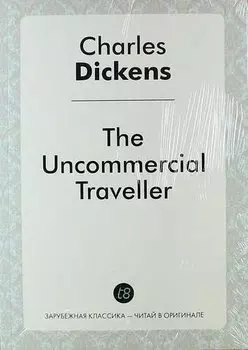 Charles
Dickens
The
Uncommercial
Traveller
t8
ЗАРУБЕЖНАЯ КЛАССИКА — ЧИТАЙ В ОРИГИНАЛЕ